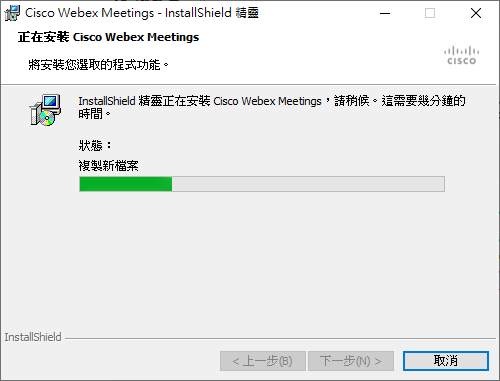 Cisco Webex Meetings - InstallShield 精靈
正在安裝 Cisco Webex Meetings
將安裝您選取的程式功能。
CISCO
InstallShield 精靈正在安裝 Cisco Webex Meetings，請稍候。這需要幾分鐘的
時間。
狀態：
複製新檔案
InstallShield
< 上一步(B)
下一步(N) >
取消